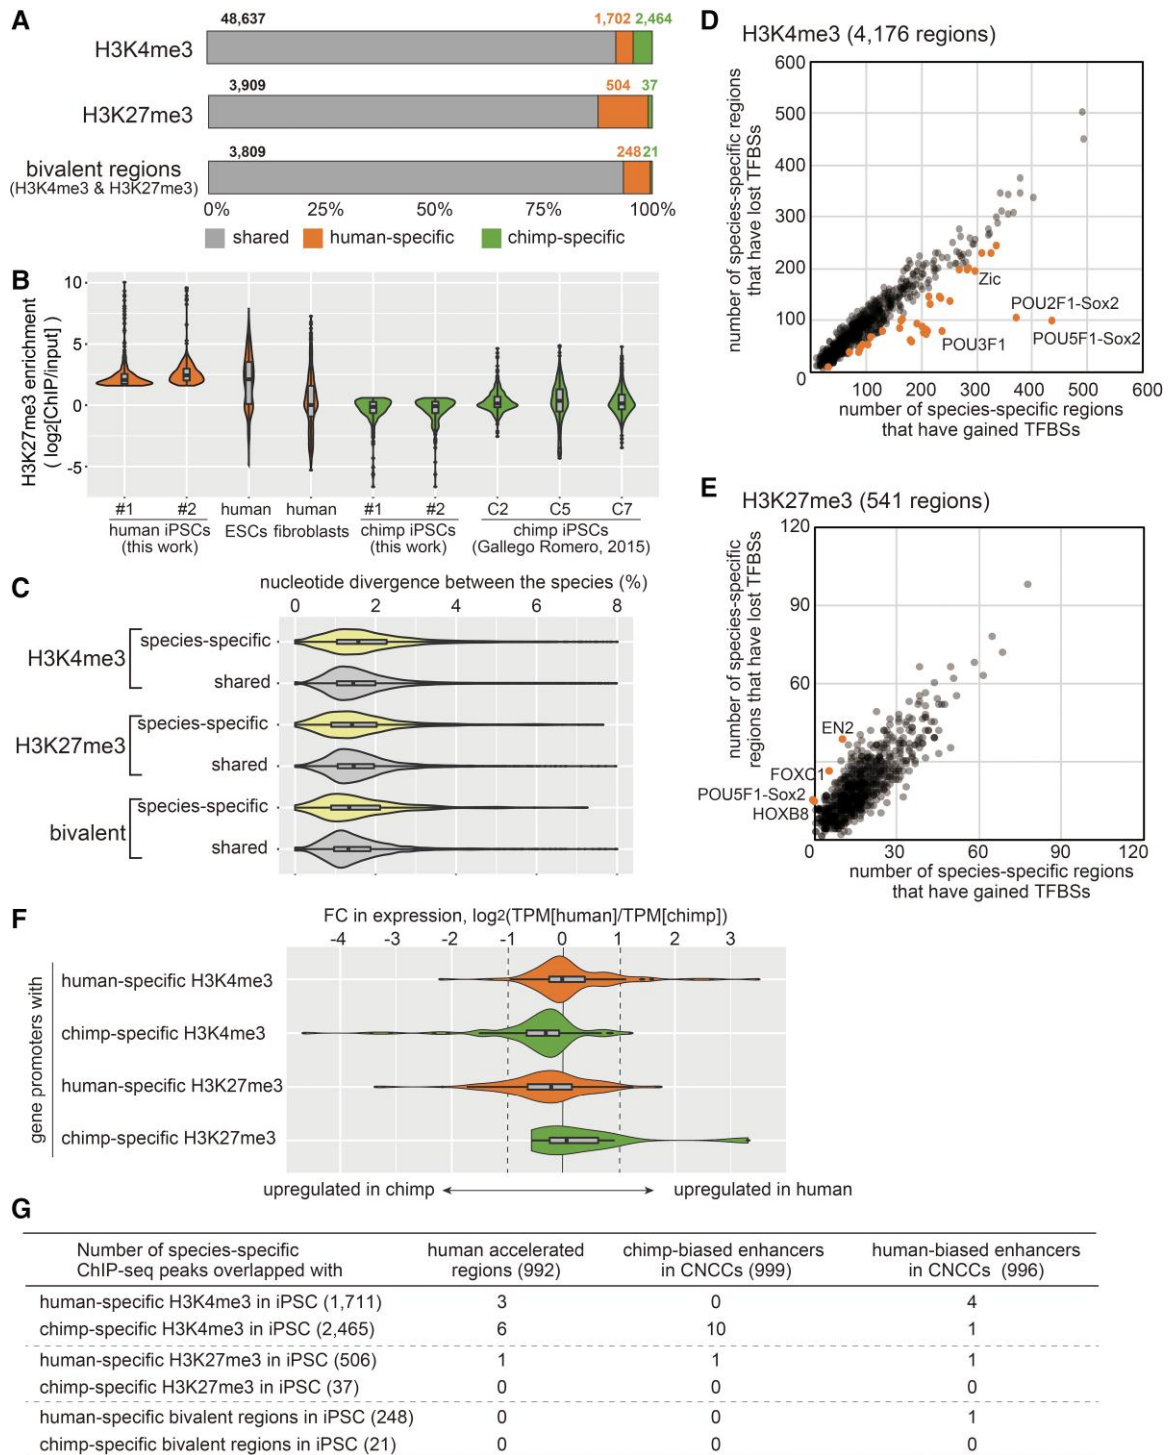 A
48,637 1,702 2,464
H3K4me3
3,909 504 37
H3K27me3
3,809 248 21
bivalent regions
(H3K4me3 & H3K27me3)
0% 25% 50% 75% 100%
shared human-specific chimp-specific
B
H3K27me3 enrichment
( log2[ChIP/input] )
10
5
0
-5
#1 #2 human human #1 #2 C2 C5 C7
human iPSCs ESCs fibroblasts chimp iPSCs chimp iPSCs
(this work) (this work) (Gallego Romero, 2015)
C
nucleotide divergence between the species (%)
0 2 4 6 8
H3K4me3
species-specific
shared
H3K27me3
species-specific
shared
bivalent
species-specific
shared
D
H3K4me3 (4,176 regions)
number of species-specific regions
that have lost TFBSs
600
500
400
300
200
100
0
Zic
POU2F1-Sox2
POU5F1-Sox2
POU3F1
100 200 300 400 500 600
number of species-specific regions
that have gained TFBSs
E
H3K27me3 (541 regions)
number of species-specific
regions that have lost TFBSs
120
90
60
EN2
FOXC1
POU5F1-Sox2
HOXB8
0 30 60 90 120
number of species-specific regions
that have gained TFBSs
F
FC in expression, log2(TPM[human]/TPM[chimp])
-4 -3 -2 -1 0 1 2 3
gene promoters with
human-specific H3K4me3
chimp-specific H3K4me3
human-specific H3K27me3
chimp-specific H3K27me3
upregulated in chimp upregulated in human
G
Number of species-specific human accelerated chimp-biased enhancers human-biased enhancers
ChIP-seq peaks overlapped with regions (992) in CNCCs (999) in CNCCs (996)
human-specific H3K4me3 in iPSC (1,711) 3 0 4
chimp-specific H3K4me3 in iPSC (2,465) 6 10 1
human-specific H3K27me3 in iPSC (506) 1 1 1
chimp-specific H3K27me3 in iPSC (37) 0 0 0
human-specific bivalent regions in iPSC (248) 0 0 1
chimp-specific bivalent regions in iPSC (21) 0 0 0